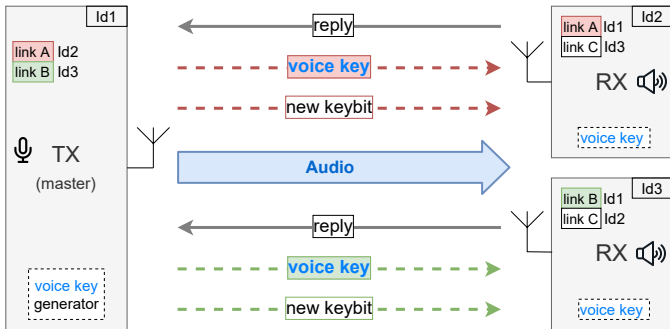 Id1
link A Id2
link B Id3
TX
(master)
voice key
generator
reply
voice key
new keybit
Audio
reply
voice key
new keybit
Id2
link A Id1
link C Id3
RX
voice key
Id3
link B Id1
link C Id2
RX
voice key